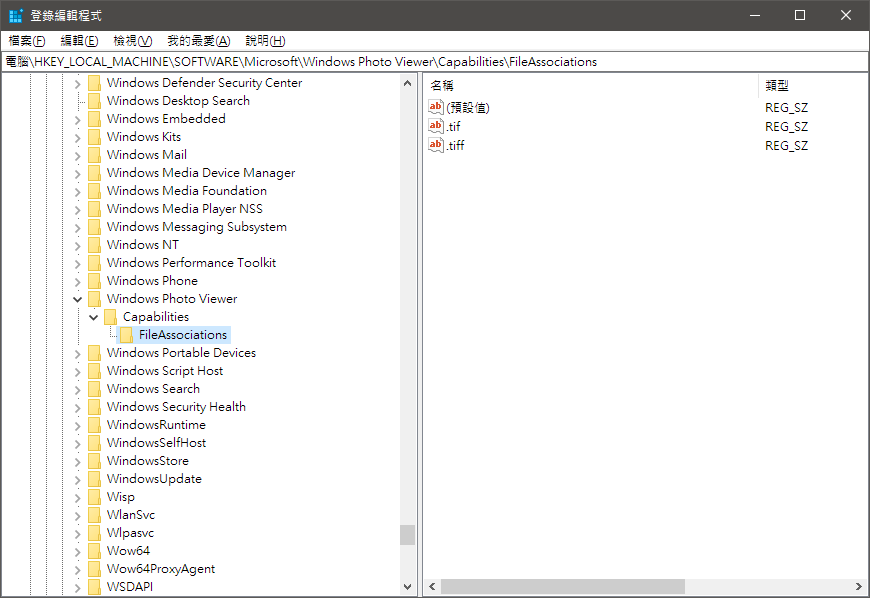 登錄編輯程式
檔案(F) 編輯(E) 檢視(V) 我的最愛(A) 說明(H)
電腦\HKEY_LOCAL_MACHINE\SOFTWARE\Microsoft\Windows Photo Viewer\Capabilities\FileAssociations
Windows Defender Security Center
Windows Desktop Search
Windows Embedded
Windows Kits
Windows Mail
Windows Media Device Manager
Windows Media Foundation
Windows Media Player NSS
Windows Messaging Subsystem
Windows NT
Windows Performance Toolkit
Windows Phone
Windows Photo Viewer
Capabilities
FileAssociations
Windows Portable Devices
Windows Script Host
Windows Search
Windows Security Health
WindowsRuntime
WindowsSelfHost
WindowsStore
WindowsUpdate
Wisp
WlanSvc
Wlpasvc
Wow64
Wow64ProxyAgent
WSDAPI
名稱 類型
ab (預設值) REG_SZ
ab .tif REG_SZ
ab .tiff REG_SZ